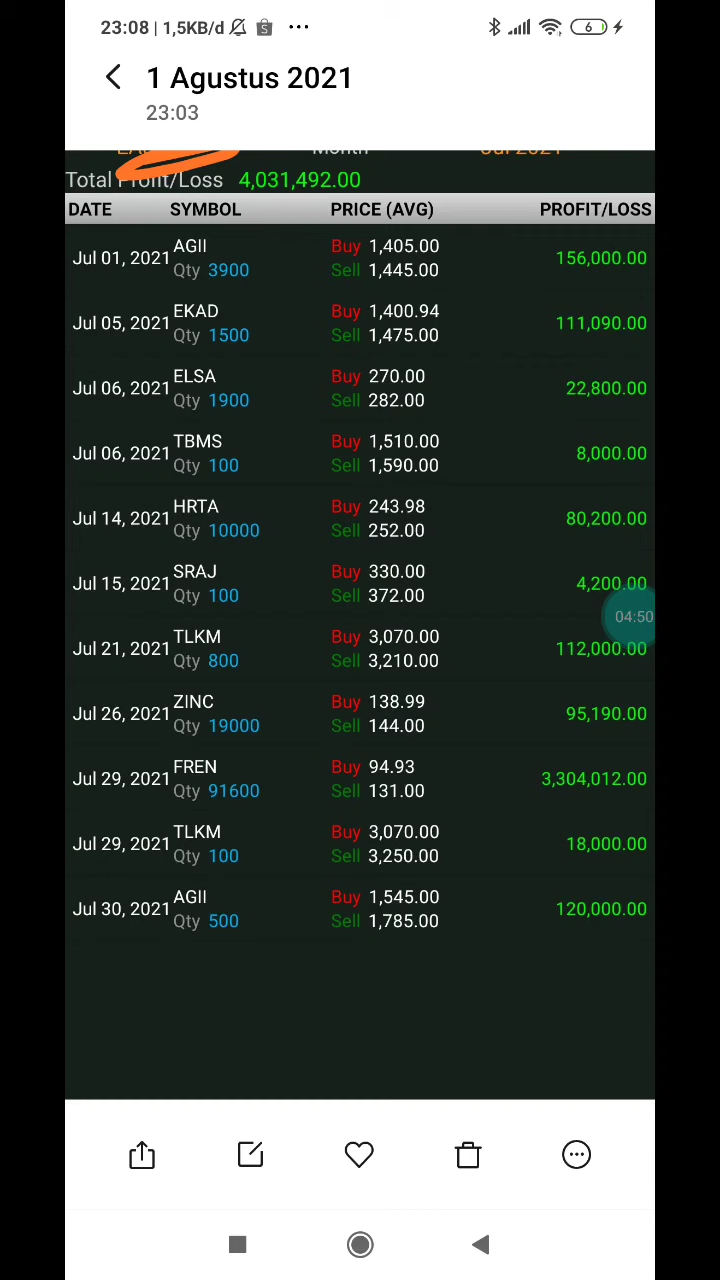 23:08 | 1,5KB/d
6
1 Agustus 2021
23:03
Month Jul 2021
Total Profit/Loss 4,031,492.00
DATE SYMBOL PRICE (AVG) PROFIT/LOSS
Jul 01, 2021 AGII Buy 1,405.00 156,000.00
Qty 3900 Sell 1,445.00
Jul 05, 2021 EKAD Buy 1,400.94 111,090.00
Qty 1500 Sell 1,475.00
Jul 06, 2021 ELSA Buy 270.00 22,800.00
Qty 1900 Sell 282.00
Jul 06, 2021 TBMS Buy 1,510.00 8,000.00
Qty 100 Sell 1,590.00
Jul 14, 2021 HRTA Buy 243.98 80,200.00
Qty 10000 Sell 252.00
Jul 15, 2021 SRAJ Buy 330.00 4,200.00
Qty 100 Sell 372.00
04:50
Jul 21, 2021 TLKM Buy 3,070.00 112,000.00
Qty 800 Sell 3,210.00
Jul 26, 2021 ZINC Buy 138.99 95,190.00
Qty 19000 Sell 144.00
Jul 29, 2021 FREN Buy 94.93 3,304,012.00
Qty 91600 Sell 131.00
Jul 29, 2021 TLKM Buy 3,070.00 18,000.00
Qty 100 Sell 3,250.00
Jul 30, 2021 AGII Buy 1,545.00 120,000.00
Qty 500 Sell 1,785.00